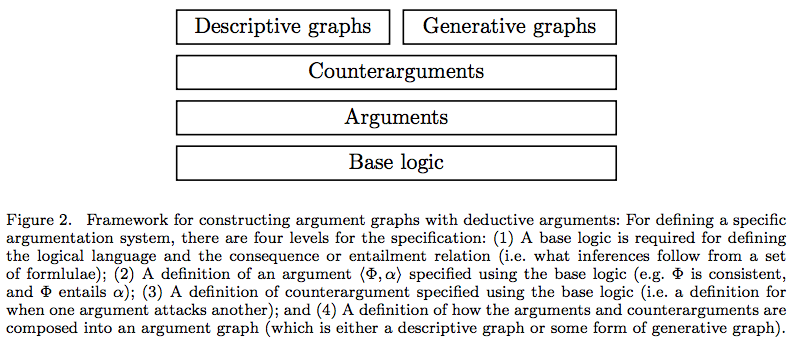 Descriptive graphs
Generative graphs
Counterarguments
Arguments
Base logic
Figure 2. Framework for constructing argument graphs with deductive arguments: For defining a specific
argumentation system, there are four levels for the specification: (1) A base logic is required for defining
the logical language and the consequence or entailment relation (i.e. what inferences follow from a set
of formlulae); (2) A definition of an argument ⟨Φ, α⟩ specified using the base logic (e.g. Φ is consistent,
and Φ entails α); (3) A definition of counterargument specified using the base logic (i.e. a definition for
when one argument attacks another); and (4) A definition of how the arguments and counterarguments are
composed into an argument graph (which is either a descriptive graph or some form of generative graph).